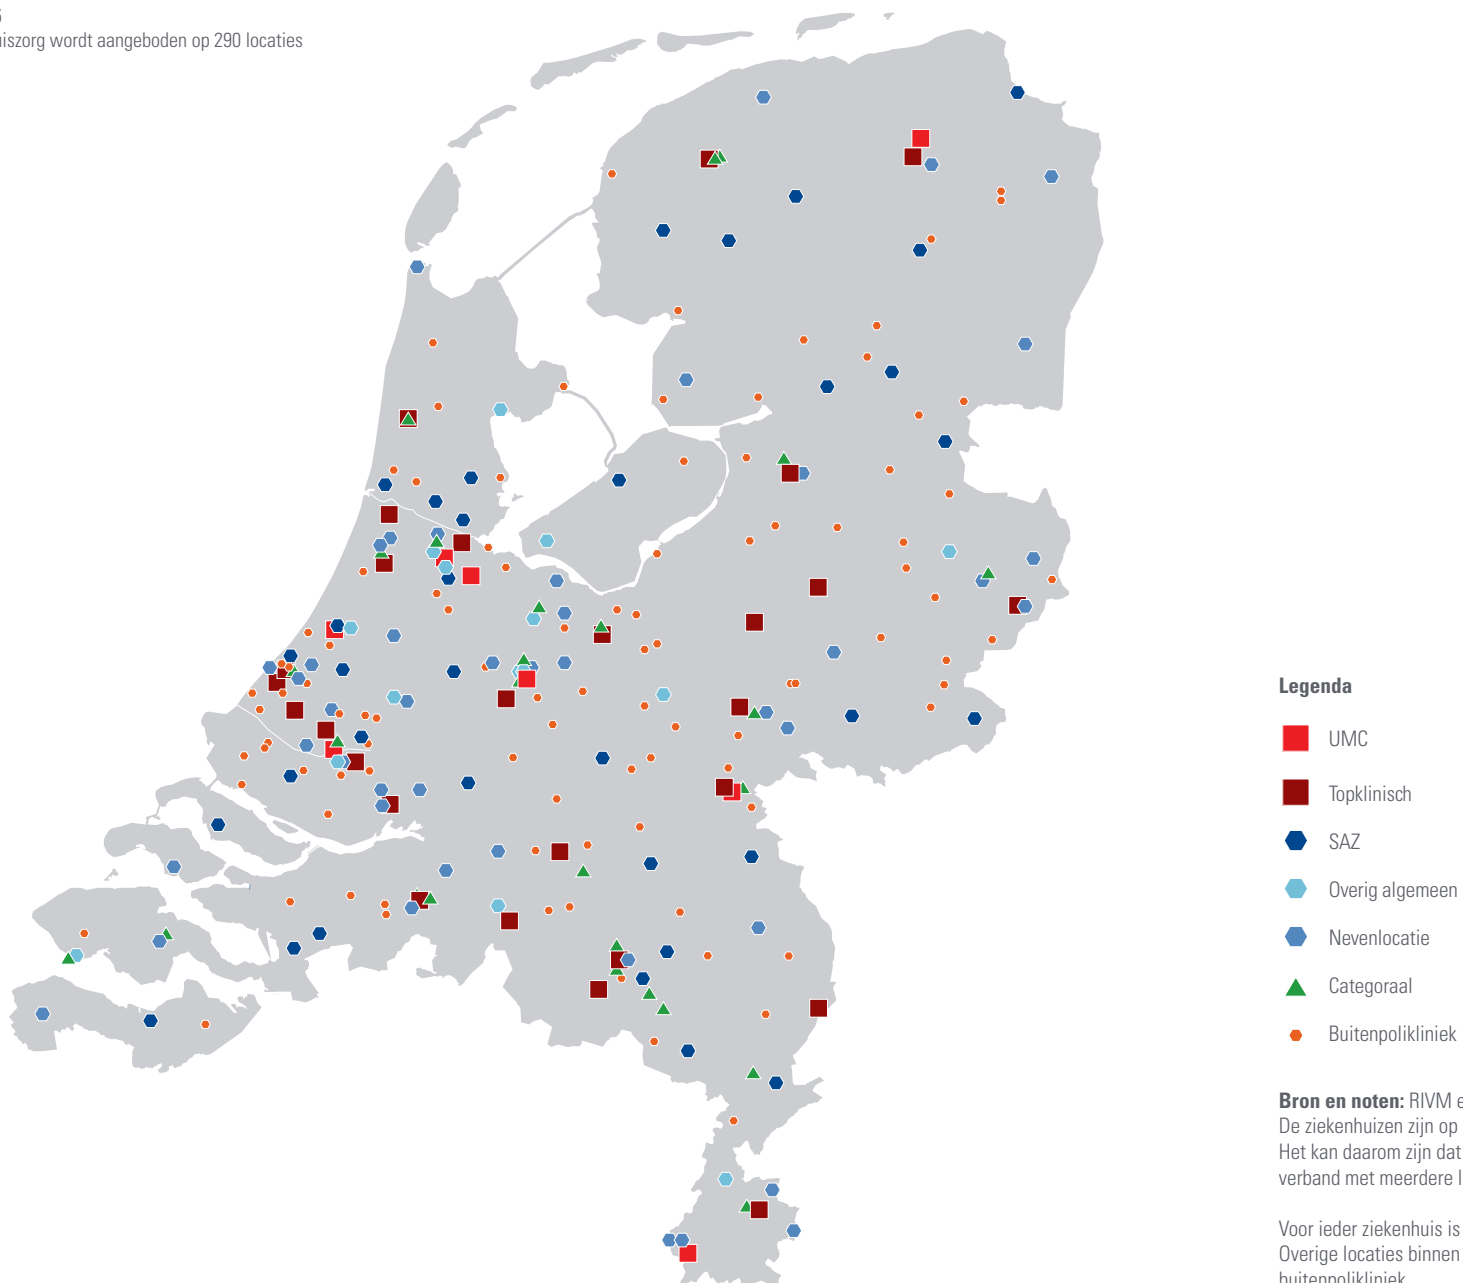 wordt aangeboden op 290 locaties
Legenda
UMC
Topklinisch
SAZ
Overig algemeen
Nevenlocatie
Categoraal
Buitenpolikliniek
Bron en noten: RIVM
De ziekenhuizen zijn op
Het kan daarom zijn dat
verband met meerdere
Voor ieder ziekenhuis is
Overige locaties binnen
buitenpolikliniek